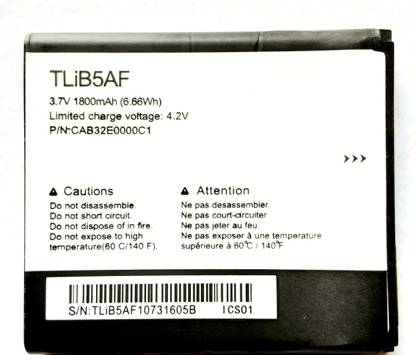 TLiB5AF
3.7V 1800mAh (6.66Wh)
Limited charge voltage: 4.2V
P/N:CAB32E0000C1
>>>
⚠ Cautions
Do not disassemble.
Do not short circuit.
Do not dispose of in fire.
Do not expose to high
temperature(60 C/140 F).
⚠ Attention
Ne pas desassembler
Ne pas court-circuiter
Ne pas jeter au feu.
Ne pas exposer à une temperature
supérieure à 60℃ / 140℉
S/N:TLiB5AF10731605B ICS01